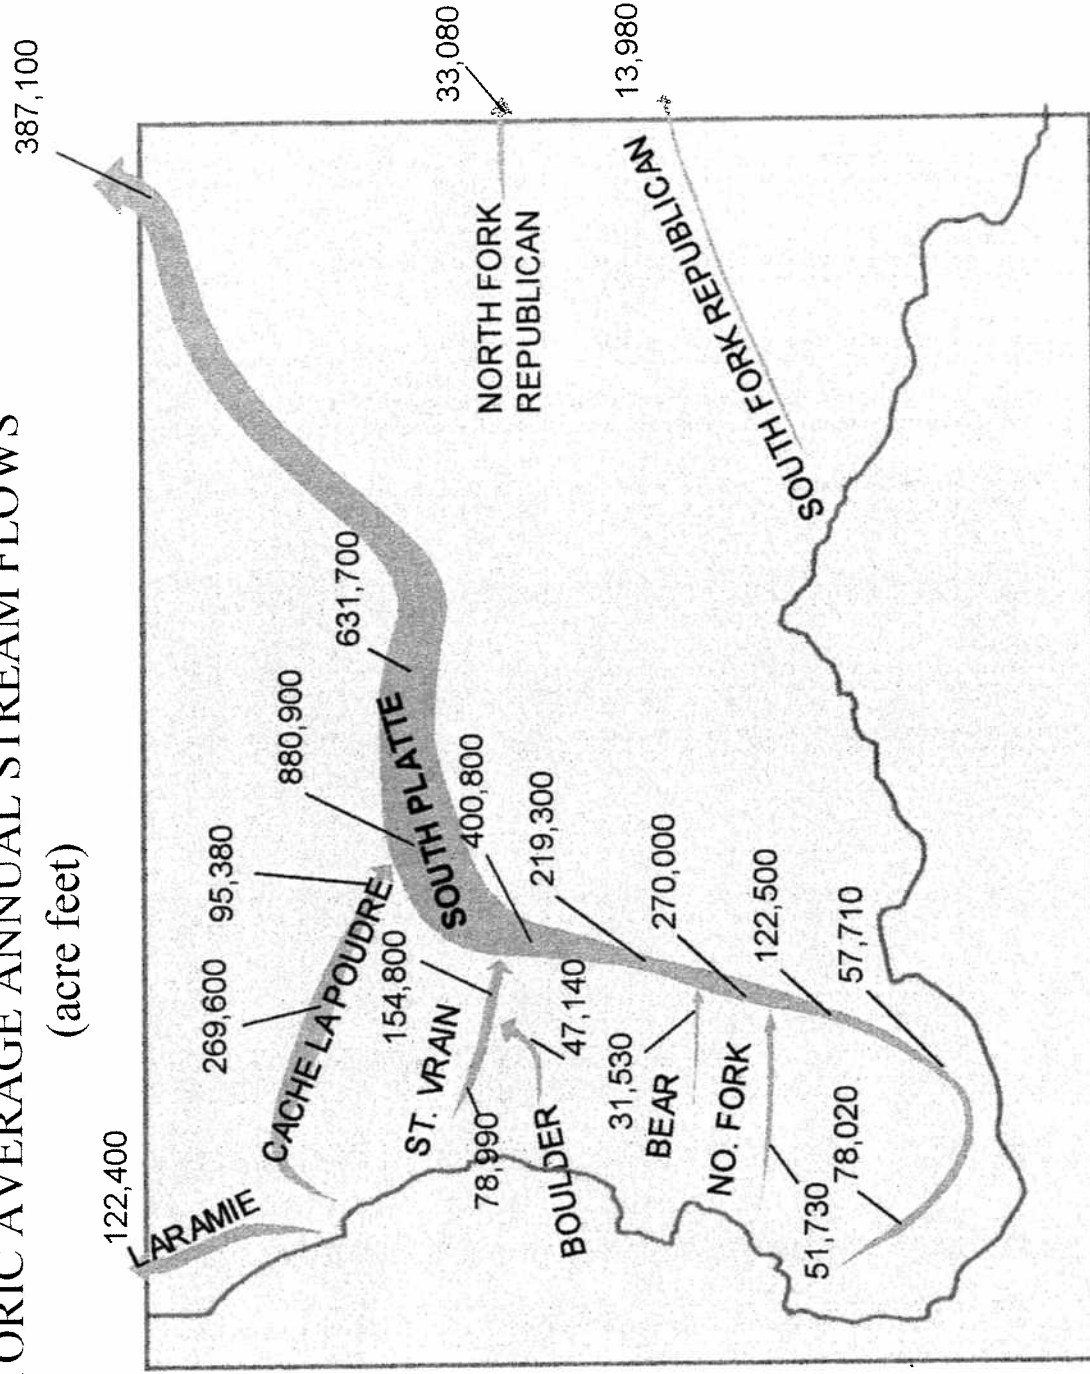 ORIC AVERAGE ANNUAL STREAM FLOWS
(acre feet)
122,400
LARAMIE
387,100
269,600
95,380
CACHE LA POUDRE
880,900
631,700
SOUTH PLATTE
154,800
ST. VRAIN
78,990
400,800
NORTH FORK
REPUBLICAN
33,080
BOULDER
47,140
219,300
31,530
BEAR
270,000
SOUTH FORK REPUBLICAN
13,980
NO. FORK
122,500
51,730
78,020
57,710